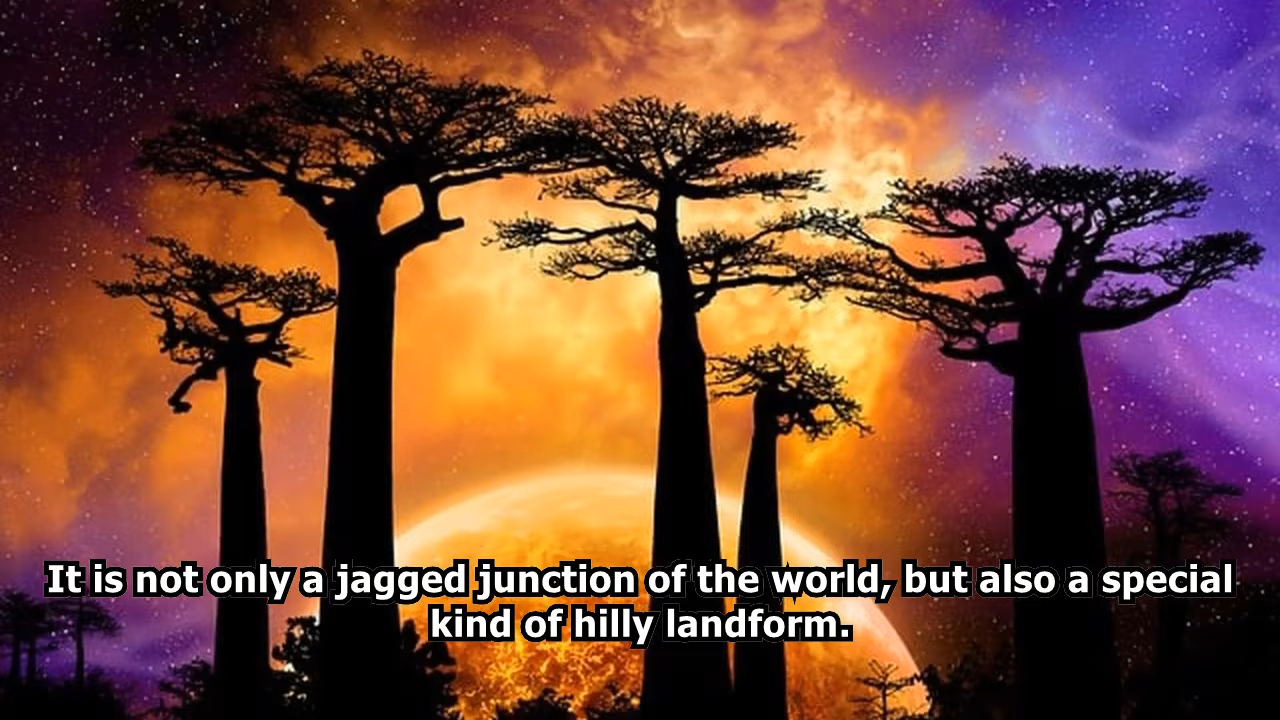 It is not only a jagged junction of the world, but also a special
kind of hilly landform.